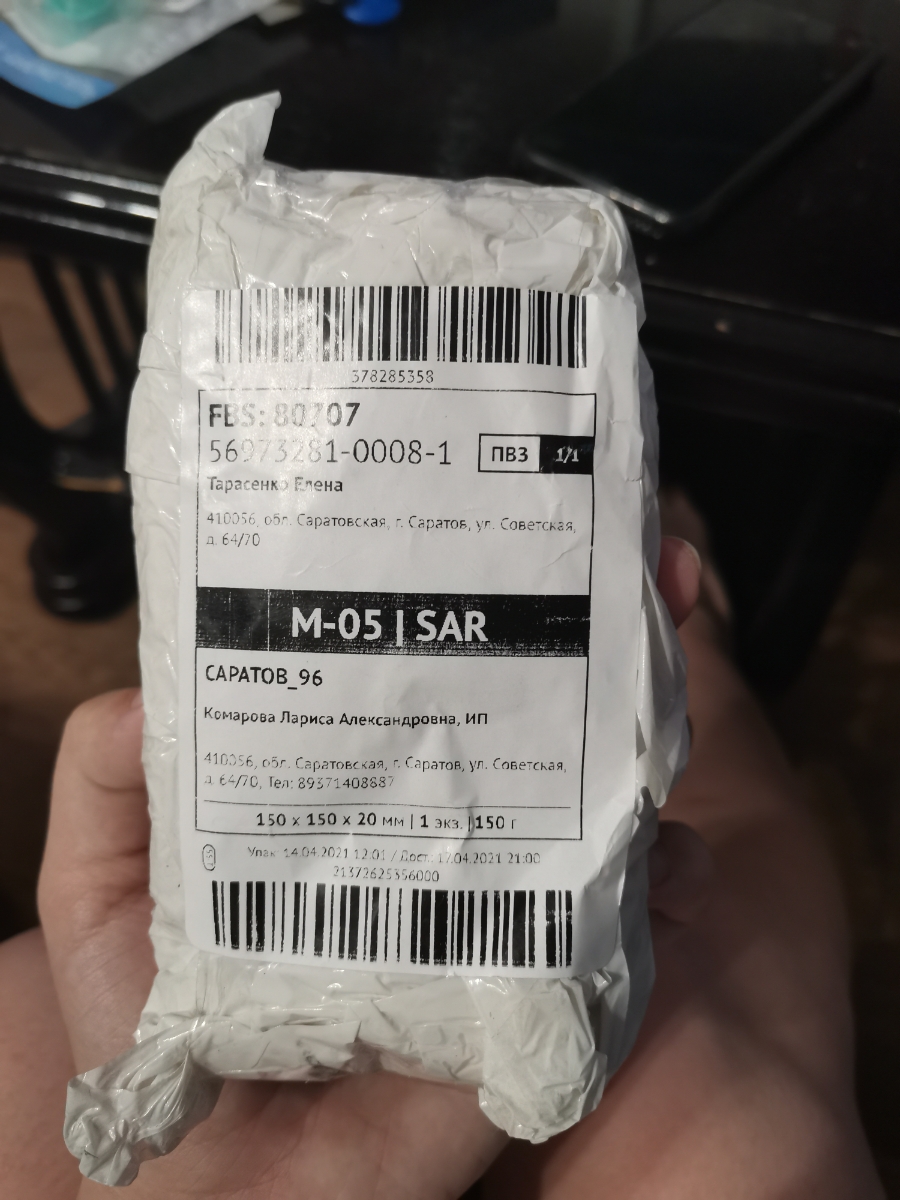 378285358
FBS: 80707
56973281-0008-1
ПВЗ 1/1
Тарасенко Елена
410056, обл. Саратовская, г. Саратов, ул. Советская,
д. 64/70
M-05 | SAR
САРАТОВ_96
Комарова Лариса Александровна, ИП
410056, обл. Саратовская, г. Саратов, ул. Советская,
д. 64/70, Тел: 89371408887
150 x 150 x 20 мм | 1 экз. | 150 г
Упак: 14.04.2021 12:01 / Дост.: 17.04.2021 21:00
21372625356000